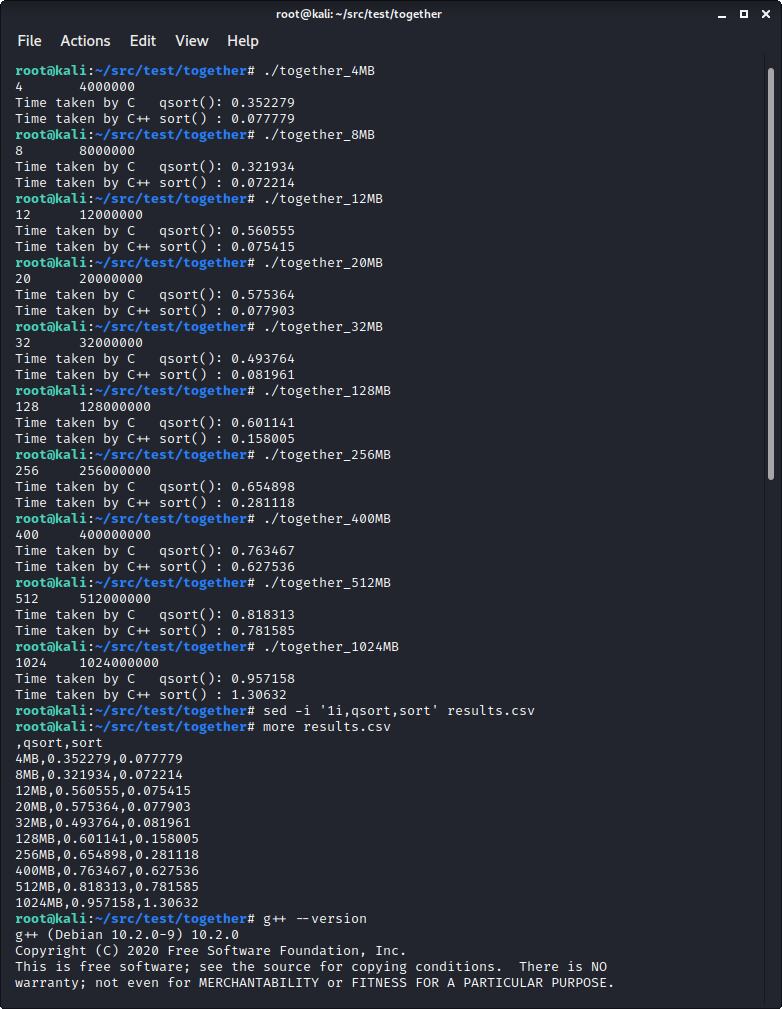 root@kali: ~/src/test/together
File Actions Edit View Help
root@kali:~/src/test/together# ./together_4MB
4       4000000
Time taken by C   qsort(): 0.352279
Time taken by C++ sort() : 0.077779
root@kali:~/src/test/together# ./together_8MB
8       8000000
Time taken by C   qsort(): 0.321934
Time taken by C++ sort() : 0.072214
root@kali:~/src/test/together# ./together_12MB
12      12000000
Time taken by C   qsort(): 0.560555
Time taken by C++ sort() : 0.075415
root@kali:~/src/test/together# ./together_20MB
20      20000000
Time taken by C   qsort(): 0.575364
Time taken by C++ sort() : 0.077903
root@kali:~/src/test/together# ./together_32MB
32      32000000
Time taken by C   qsort(): 0.493764
Time taken by C++ sort() : 0.081961
root@kali:~/src/test/together# ./together_128MB
128     128000000
Time taken by C   qsort(): 0.601141
Time taken by C++ sort() : 0.158005
root@kali:~/src/test/together# ./together_256MB
256     256000000
Time taken by C   qsort(): 0.654898
Time taken by C++ sort() : 0.281118
root@kali:~/src/test/together# ./together_400MB
400     400000000
Time taken by C   qsort(): 0.763467
Time taken by C++ sort() : 0.627536
root@kali:~/src/test/together# ./together_512MB
512     512000000
Time taken by C   qsort(): 0.818313
Time taken by C++ sort() : 0.781585
root@kali:~/src/test/together# ./together_1024MB
1024    1024000000
Time taken by C   qsort(): 0.957158
Time taken by C++ sort() : 1.30632
root@kali:~/src/test/together# sed -i '1i,qsort,sort' results.csv
root@kali:~/src/test/together# more results.csv
,qsort,sort
4MB,0.352279,0.077779
8MB,0.321934,0.072214
12MB,0.560555,0.075415
20MB,0.575364,0.077903
32MB,0.493764,0.081961
128MB,0.601141,0.158005
256MB,0.654898,0.281118
400MB,0.763467,0.627536
512MB,0.818313,0.781585
1024MB,0.957158,1.30632
root@kali:~/src/test/together# g++ --version
g++ (Debian 10.2.0-9) 10.2.0
Copyright (C) 2020 Free Software Foundation, Inc.
This is free software; see the source for copying conditions.  There is NO
warranty; not even for MERCHANTABILITY or FITNESS FOR A PARTICULAR PURPOSE.